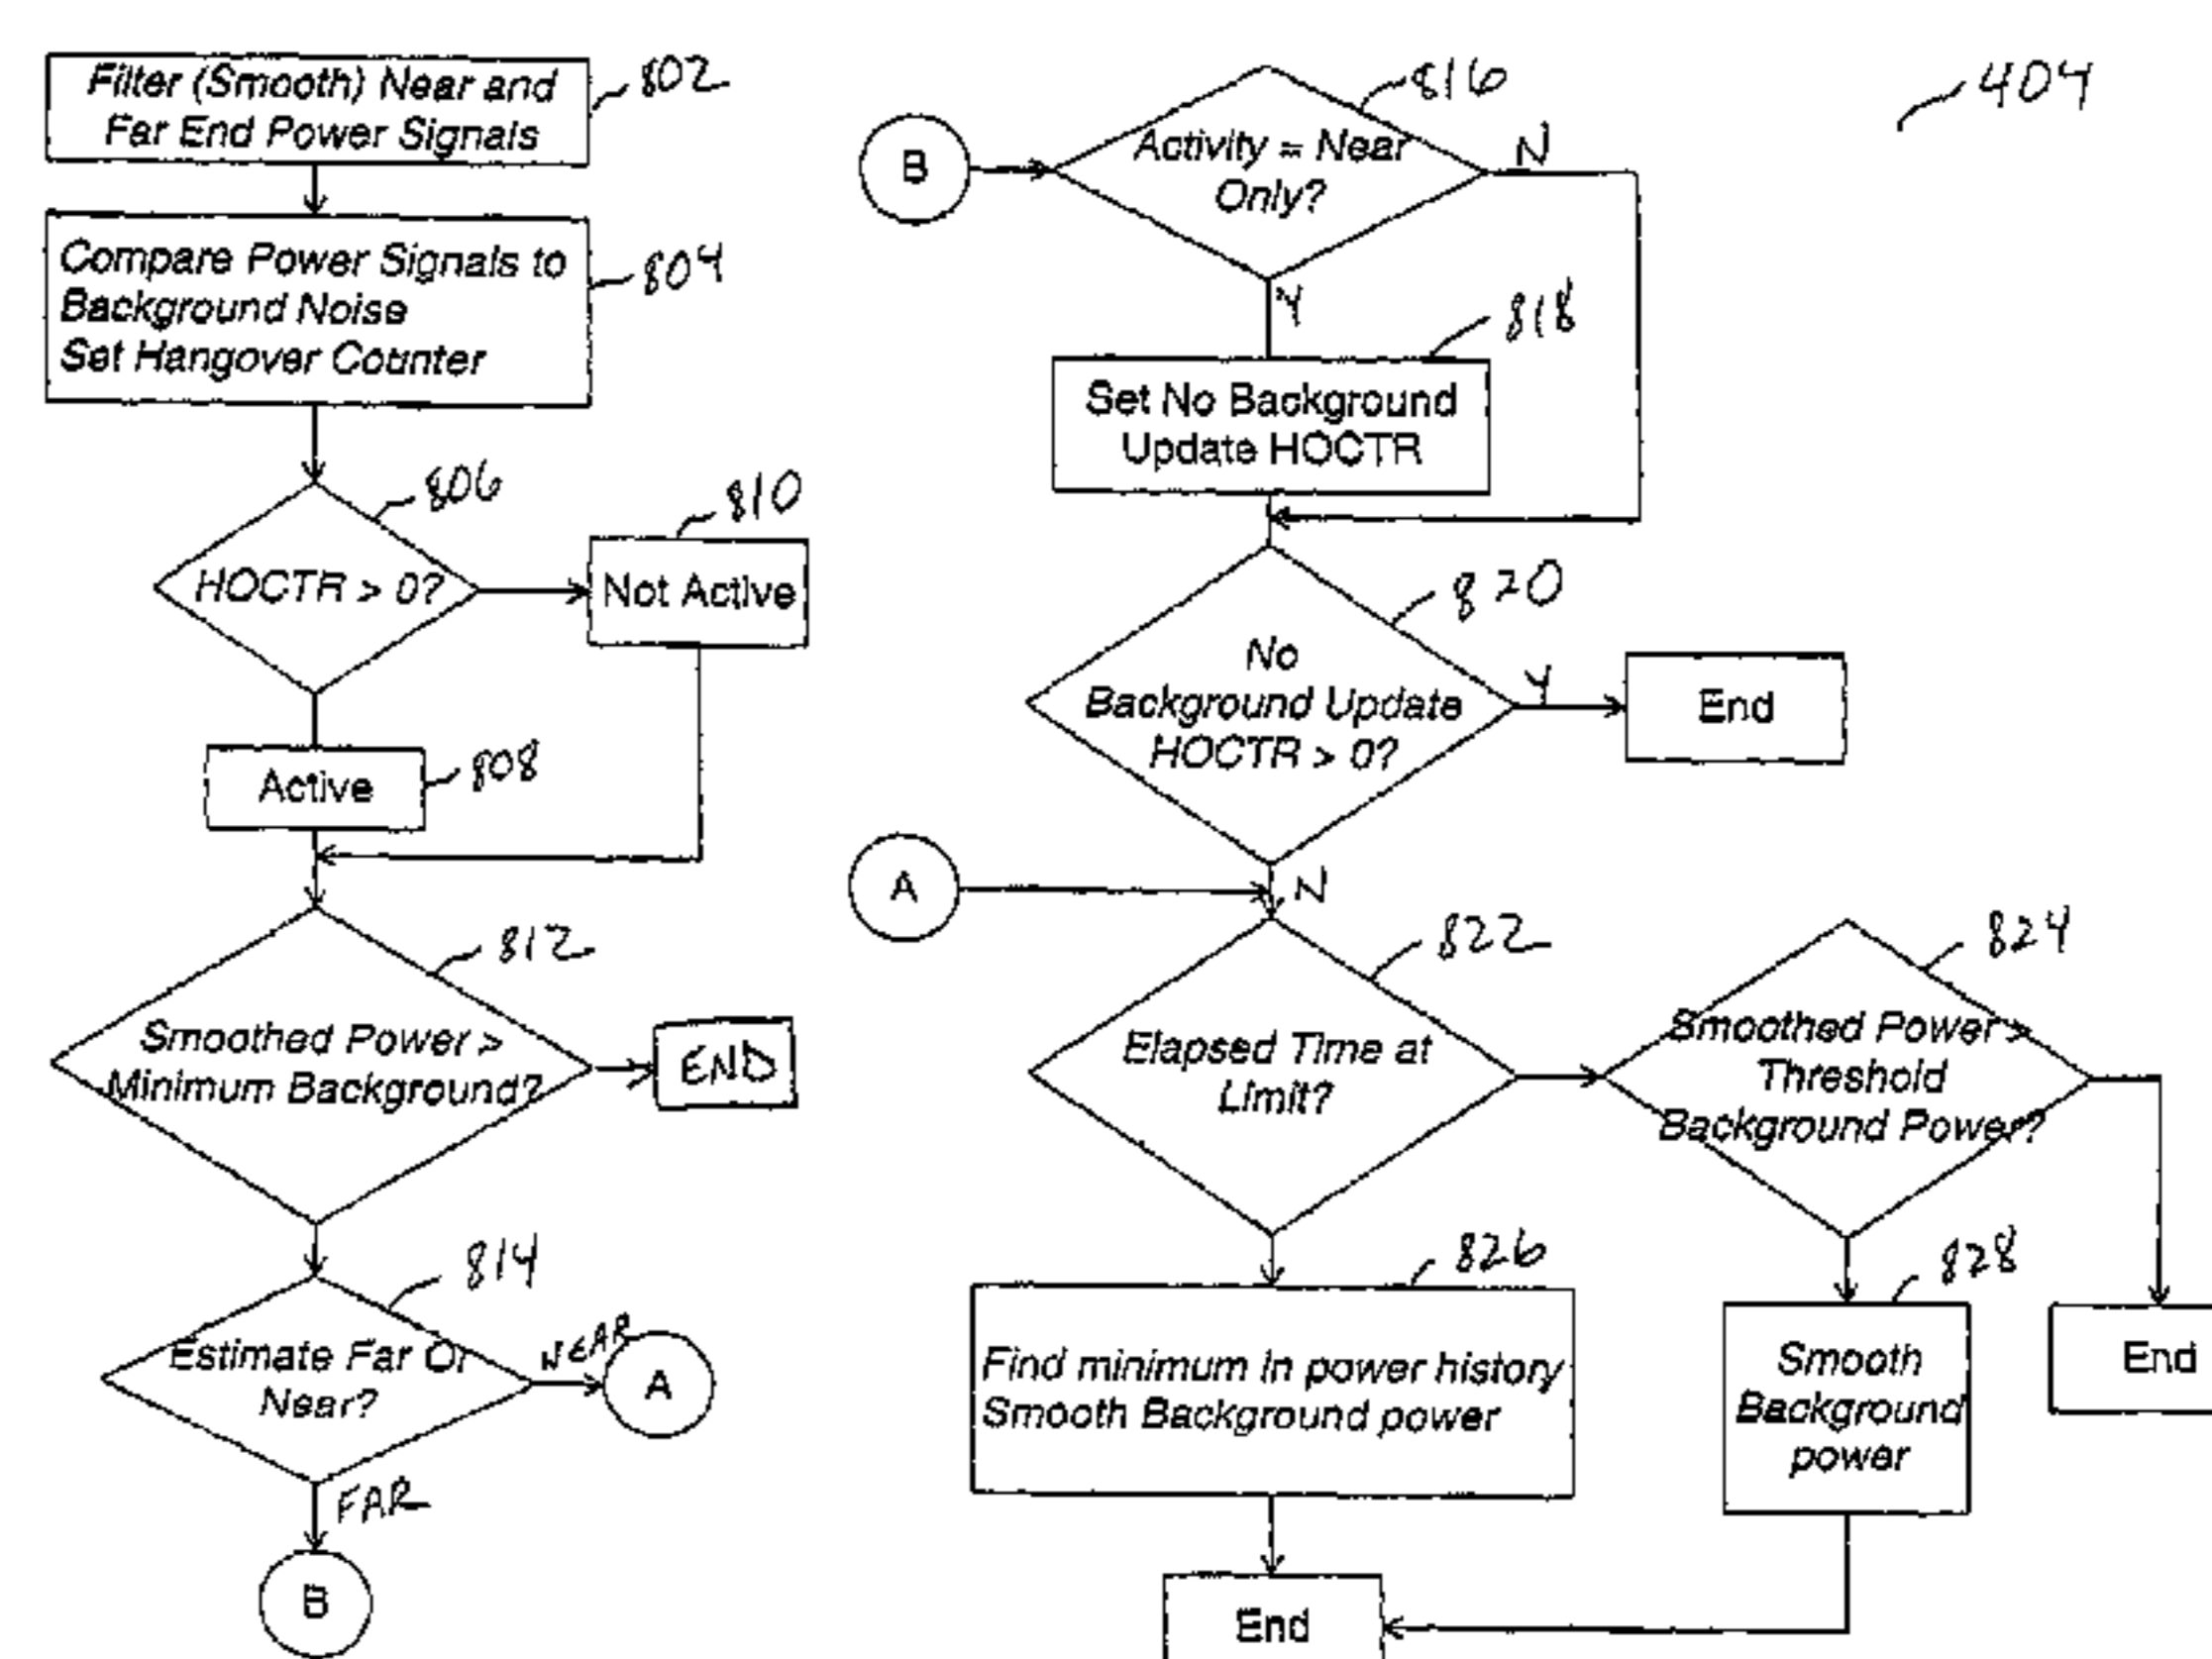 Filter (Smooth) Near and
Far End Power Signals
802
Compare Power Signals to
Background Noise
Set Hangover Counter
804
HOCTR > 0?
806
Not Active
810
Active
808
Smoothed Power >
Minimum Background?
812
END
Estimate Far Or
Near?
814
NEAR
A
FAR
B
404
B
Activity = Near
Only?
816
N
Y
Set No Background
Update HOCTR
818
No
Background Update
HOCTR > 0?
820
Y
End
N
A
Elapsed Time at
Limit?
822
Smoothed Power >
Threshold
Background Power?
824
Find minimum in power history
Smooth Background power
826
Smooth
Background
power
828
End
End